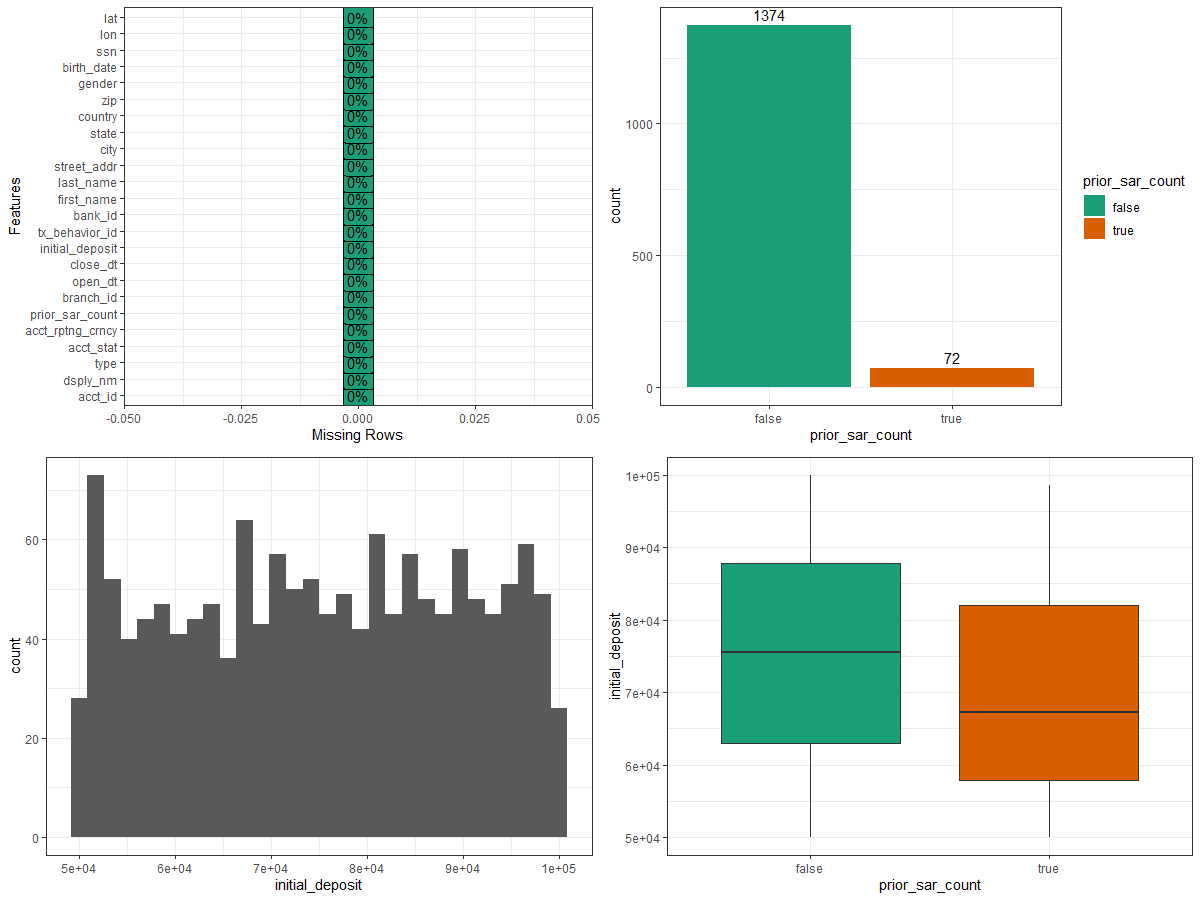 Features
lat 0%
lon 0%
ssn 0%
birth_date 0%
gender 0%
zip 0%
country 0%
state 0%
city 0%
street_addr 0%
last_name 0%
first_name 0%
bank_id 0%
tx_behavior_id 0%
initial_deposit 0%
close_dt 0%
open_dt 0%
branch_id 0%
prior_sar_count 0%
acct_rptng_crncy 0%
acct_stat 0%
type 0%
dsply_nm 0%
acct_id 0%
-0.050 -0.025 0.000 0.025 0.05
Missing Rows
count
1374
1000
500
72
0
false true
prior_sar_count
prior_sar_count
false
true
count
60
40
20
0
5e+04 6e+04 7e+04 8e+04 9e+04 1e+05
initial_deposit
initial_deposit
1e+05
9e+04
8e+04
7e+04
6e+04
5e+04
false true
prior_sar_count